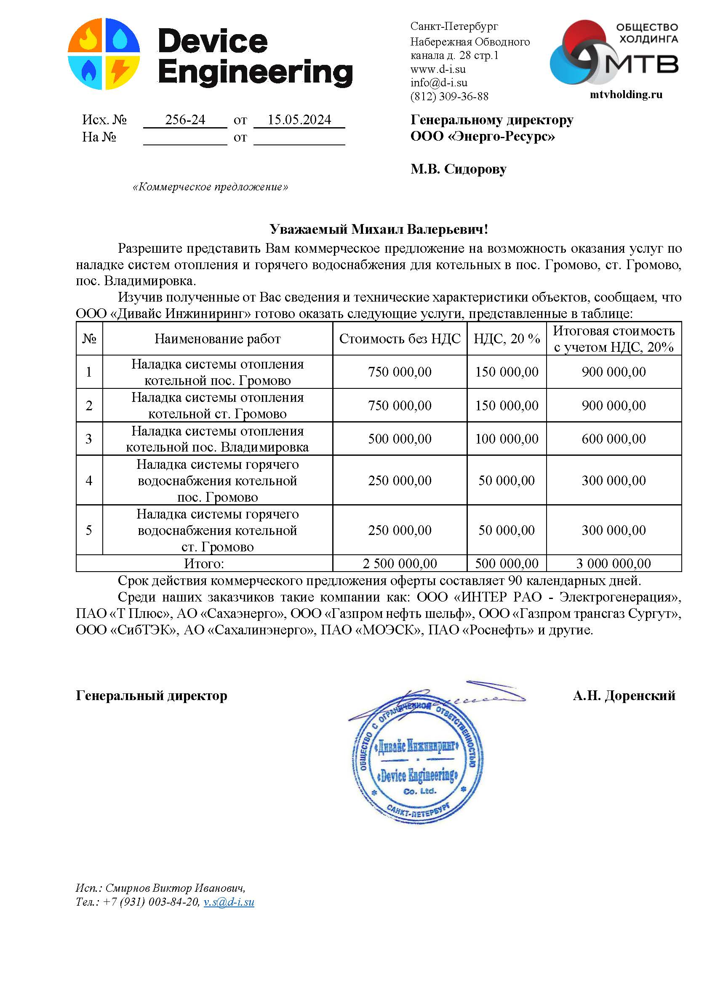 Device
Engineering
Санкт-Петербург
Набережная Обводного
канала д. 28 стр.1
www.d-i.su
info@d-i.su
(812) 309-36-88
ОБЩЕСТВО
ХОЛДИНГА
МТВ
mtvholding.ru
Исх. № 256-24 от 15.05.2024
На № от
Генеральному директору
ООО «Энерго-Ресурс»
М.В. Сидорову
«Коммерческое предложение»
Уважаемый Михаил Валерьевич!
Разрешите представить Вам коммерческое предложение на возможность оказания услуг по
наладке систем отопления и горячего водоснабжения для котельных в пос. Громово, ст. Громово,
пос. Владимировка.
Изучив полученные от Вас сведения и технические характеристики объектов, сообщаем, что
ООО «Дивайс Инжиниринг» готово оказать следующие услуги, представленные в таблице:
№ Наименование работ Стоимость без НДС НДС, 20 % Итоговая стоимость
с учетом НДС, 20%
Наладка системы отопления
1 котельной пос. Громово 750 000,00 150 000,00 900 000,00
Наладка системы отопления
2 котельной ст. Громово 750 000,00 150 000,00 900 000,00
Наладка системы отопления
3 котельной пос. Владимировка 500 000,00 100 000,00 600 000,00
Наладка системы горячего
4 водоснабжения котельной 250 000,00 50 000,00 300 000,00
пос. Громово
Наладка системы горячего
5 водоснабжения котельной 250 000,00 50 000,00 300 000,00
ст. Громово
Итого: 2 500 000,00 500 000,00 3 000 000,00
Срок действия коммерческого предложения оферты составляет 90 календарных дней.
Среди наших заказчиков такие компании как: ООО «ИНТЕР РАО - Электрогенерация»,
ПАО «Т Плюс», АО «Сахаэнерго», ООО «Газпром нефть шельф», ООО «Газпром трансгаз Сургут»,
ООО «СибТЭК», АО «Сахалинэнерго», ПАО «МОЭСК», ПАО «Роснефть» и другие.
Генеральный директор А.Н. Доренский
ОБЩЕСТВО С ОГРАНИЧЕННОЙ ОТВЕТСТВЕННОСТЬЮ
«Дивайс Инжиниринг»
«Device Engineering»
Co. Ltd.
* САНКТ-ПЕТЕРБУРГ *
Исп.: Смирнов Виктор Иванович,
Тел.: +7 (931) 003-84-20, v.s@d-i.su